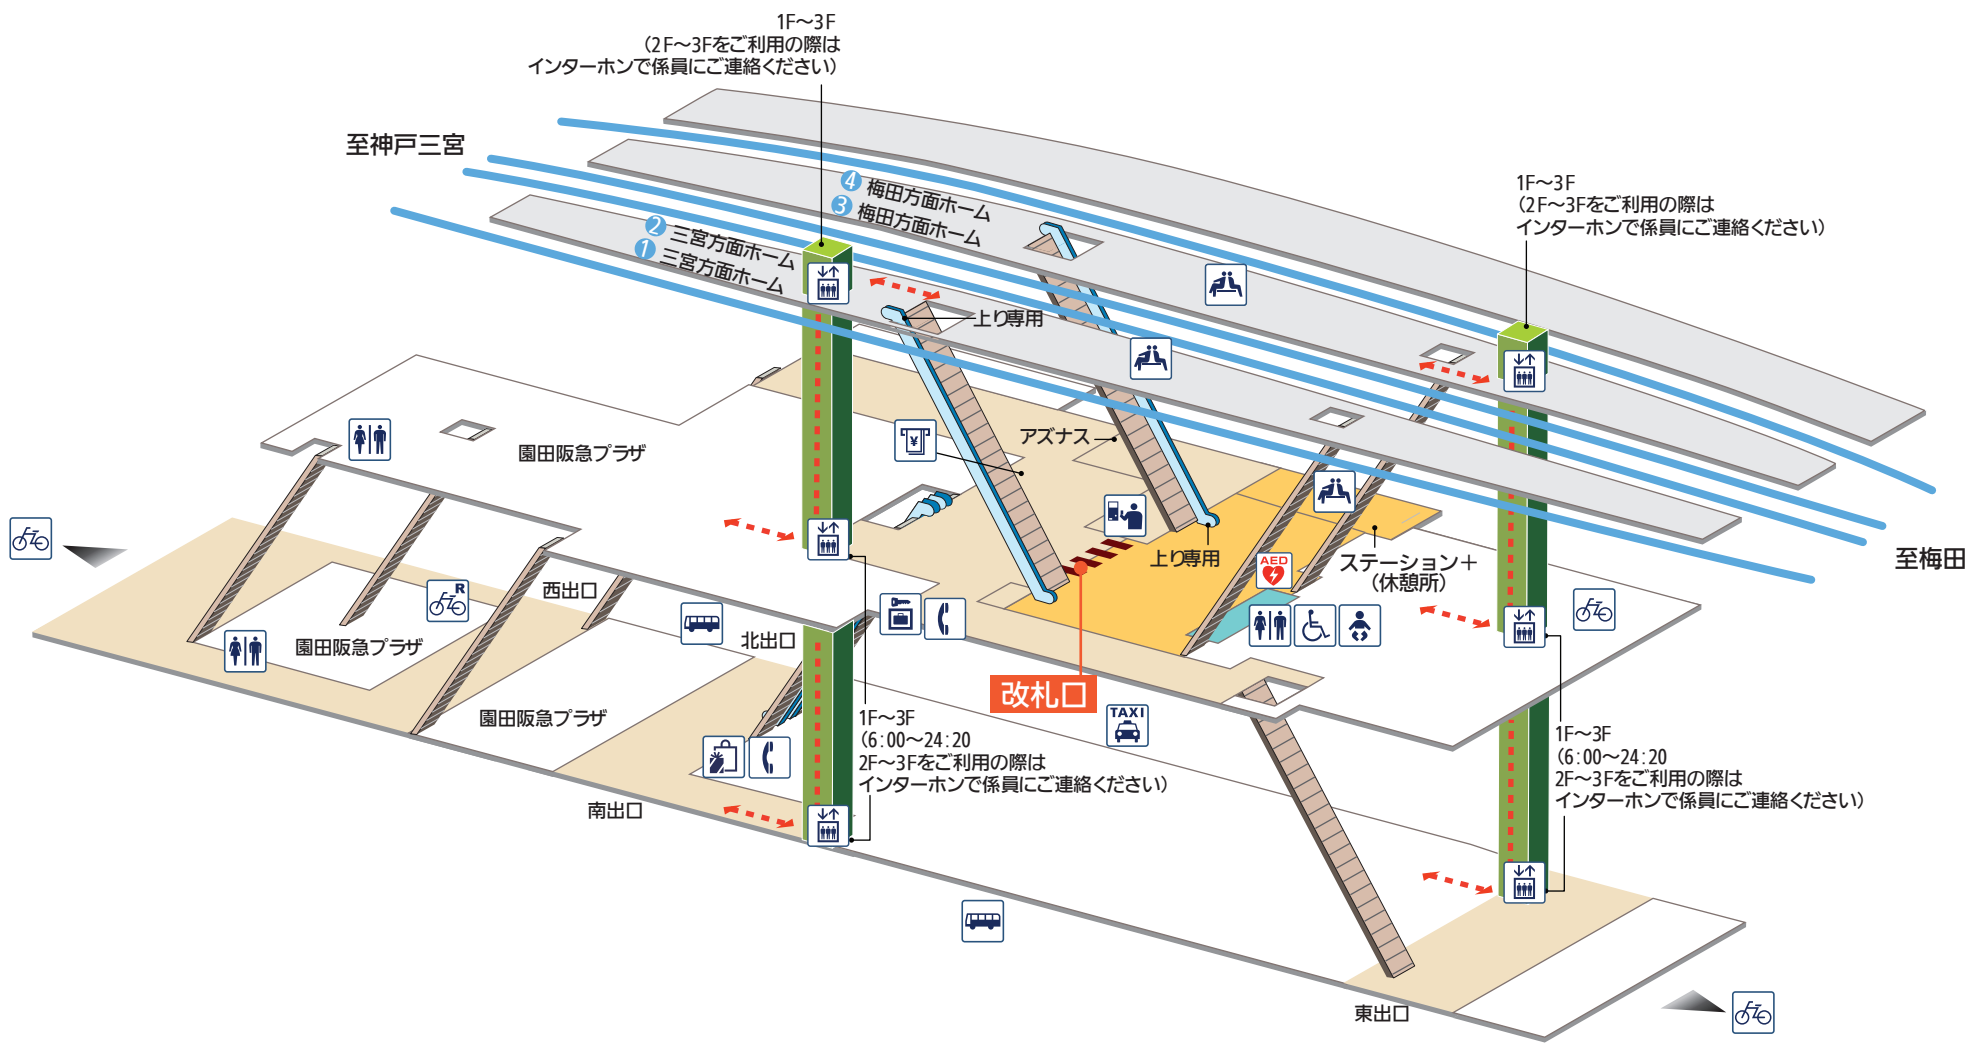 1F～3F
（2F～3Fをご利用の際は
インターホンで係員にご連絡ください）
至神戸三宮
4 梅田方面ホーム
3 梅田方面ホーム
2 三宮方面ホーム
1 三宮方面ホーム
1F～3F
（2F～3Fをご利用の際は
インターホンで係員にご連絡ください）
上り専用
アズナス
園田阪急プラザ
¥
至梅田
上り専用
AED
ステーション＋
（休憩所）
西出口
R
園田阪急プラザ
北出口
改札口
園田阪急プラザ
TAXI
1F～3F
（6:00～24:20
2F～3Fをご利用の際は
インターホンで係員にご連絡ください）
1F～3F
（6:00～24:20
2F～3Fをご利用の際は
インターホンで係員にご連絡ください）
南出口
東出口